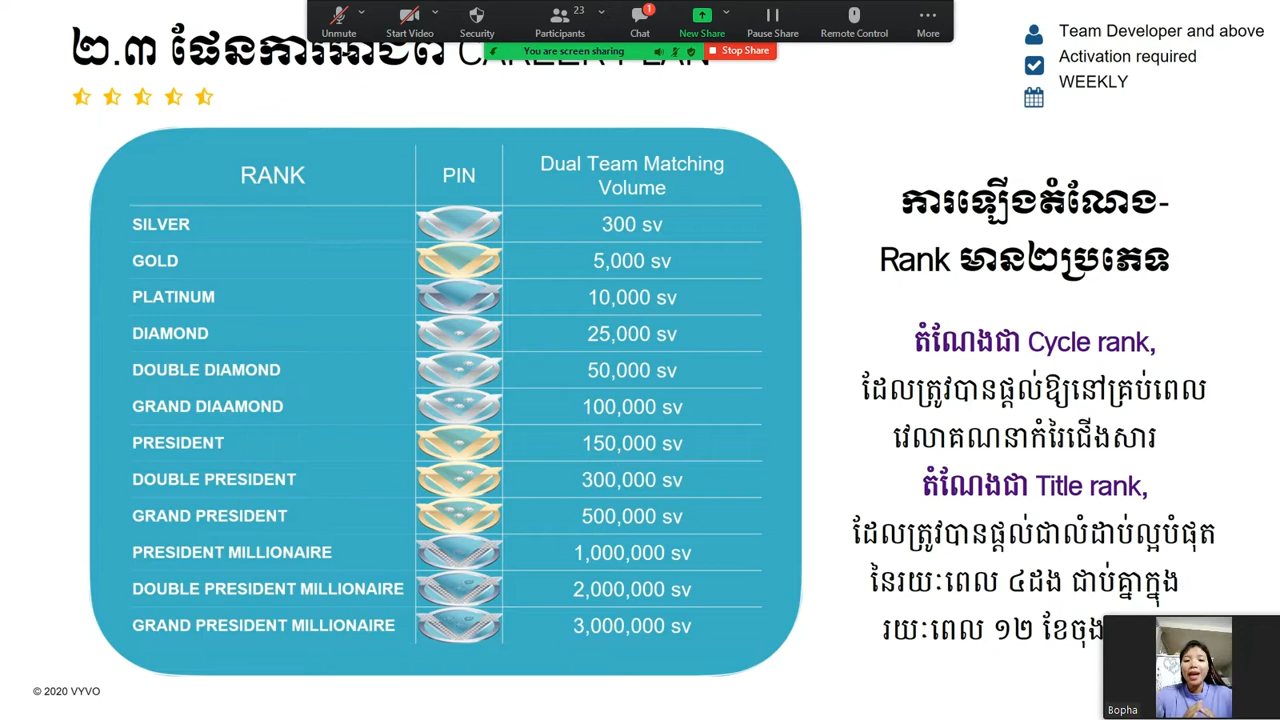 Unmute
Start Video
Security
23
Participants
1
Chat
New Share
Pause Share
Remote Control
More
You are screen sharing
Stop Share
២.៣ ផែនការអាជីព CAREER PLAN
Team Developer and above
Activation required
WEEKLY
RANK PIN Dual Team Matching
Volume
SILVER 300 sv
GOLD 5,000 sv
PLATINUM 10,000 sv
DIAMOND 25,000 sv
DOUBLE DIAMOND 50,000 sv
GRAND DIAAMOND 100,000 sv
PRESIDENT 150,000 sv
DOUBLE PRESIDENT 300,000 sv
GRAND PRESIDENT 500,000 sv
PRESIDENT MILLIONAIRE 1,000,000 sv
DOUBLE PRESIDENT MILLIONAIRE 2,000,000 sv
GRAND PRESIDENT MILLIONAIRE 3,000,000 sv
ការឡើងតំណែង-
Rank មាន២ប្រភេទ
តំណែងជា Cycle rank,
ដែលត្រូវបានផ្តល់ឱ្យនៅគ្រប់ពេល
វេលាគណនាកំរៃជើងសារ
តំណែងជា Title rank,
ដែលត្រូវបានផ្តល់ជាលំដាប់ល្អបំផុត
នៃរយៈពេល ៤ដង ជាប់គ្នាក្នុង
រយៈពេល ១២ ខែចុង
© 2020 VYVO
Bopha